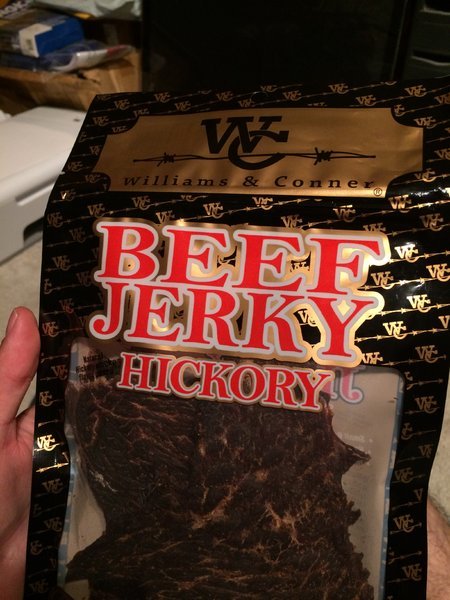 WC
Williams & Conner®
BEEF
JERKY
HICKORY